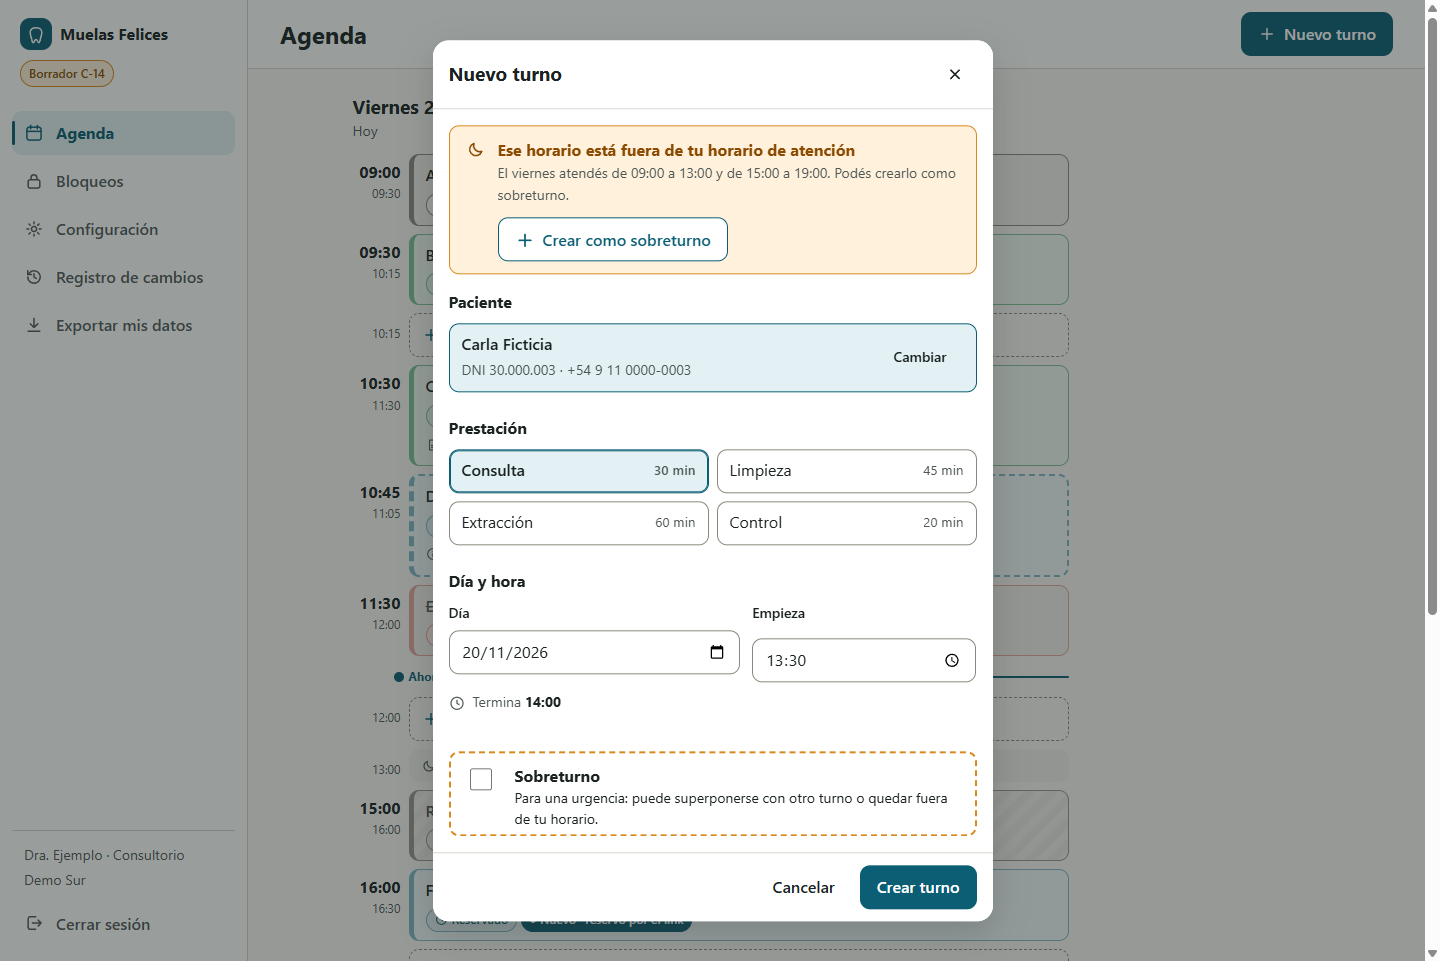 Muelas Felices
Borrador C-14
Agenda
Bloqueos
Configuración
Registro de cambios
Exportar mis datos
Dra. Ejemplo · Consultorio
Demo Sur
Cerrar sesión
Agenda
Nuevo turno
Viernes 2
Hoy
09:00
09:30
09:30
10:15
10:15
10:30
11:30
10:45
11:05
11:30
12:00
Aho
12:00
13:00
15:00
16:00
16:00
16:30
Nuevo turno
Ese horario está fuera de tu horario de atención
El viernes atendés de 09:00 a 13:00 y de 15:00 a 19:00. Podés crearlo como
sobreturno.
Crear como sobreturno
Paciente
Carla Ficticia
DNI 30.000.003 · +54 9 11 0000-0003
Cambiar
Prestación
Consulta 30 min
Limpieza 45 min
Extracción 60 min
Control 20 min
Día y hora
Día
Empieza
20/11/2026
13:30
Termina 14:00
Sobreturno
Para una urgencia: puede superponerse con otro turno o quedar fuera
de tu horario.
Cancelar
Crear turno